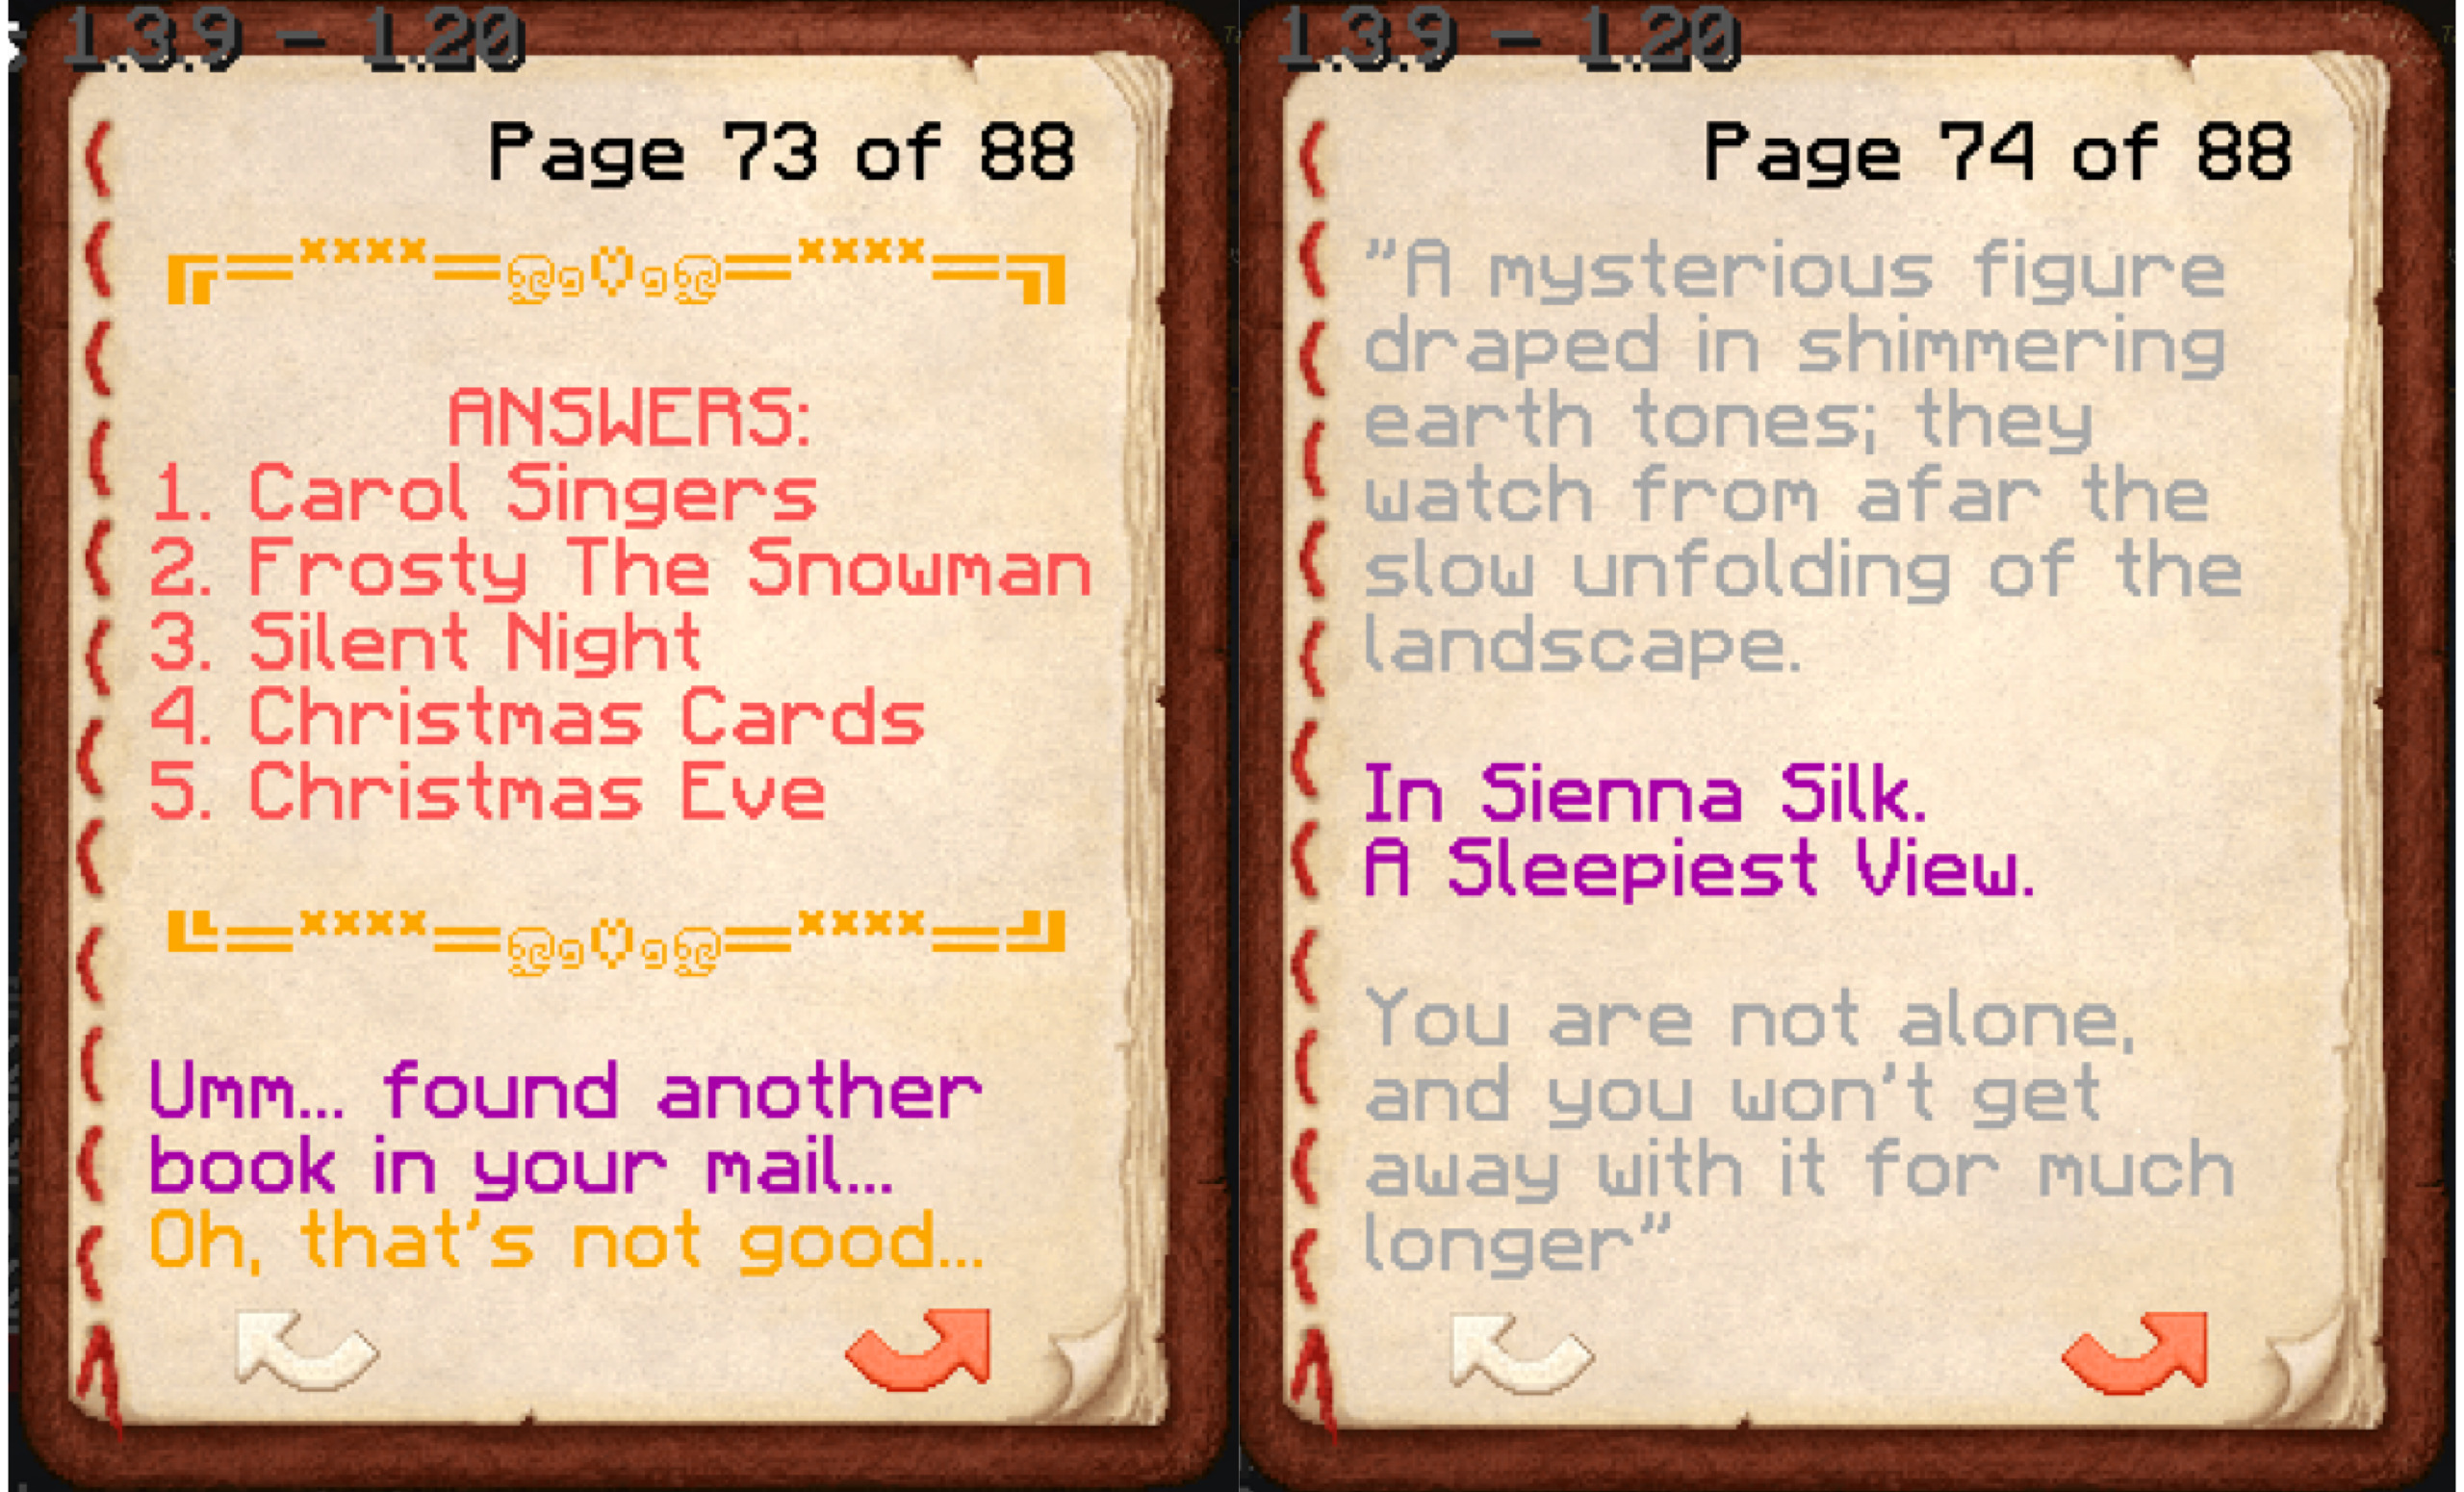 1.3.9 - 1.20
Page 73 of 88
╔══××××══ஜ۩♡۩ஜ══××××══╗
ANSWERS:
1. Carol Singers
2. Frosty The Snowman
3. Silent Night
4. Christmas Cards
5. Christmas Eve
Umm... found another
book in your mail...
Oh, that's not good...
1.3.9 - 1.20
Page 74 of 88
"A mysterious figure
draped in shimmering
earth tones; they
watch from afar the
slow unfolding of the
landscape.
In Sienna Silk.
A Sleepiest View.
You are not alone,
and you won't get
away with it for much
longer"